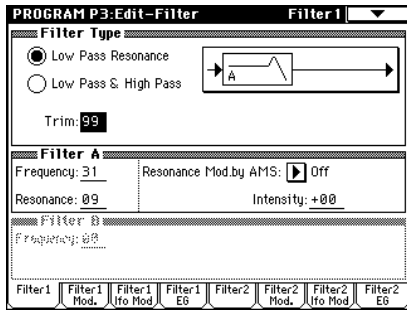 PROGRAM P3:Edit-Filter Filter1
Filter Type
Low Pass Resonance
Low Pass & High Pass
A
Trim: 99
Filter A
Frequency: 31 Resonance Mod.by AMS: Off
Resonance: 09 Intensity: +00
Filter B
Frequency: 00
Filter1 Filter1 Mod. Filter1 lfo Mod Filter1 EG Filter2 Filter2 Mod. Filter2 lfo Mod Filter2 EG